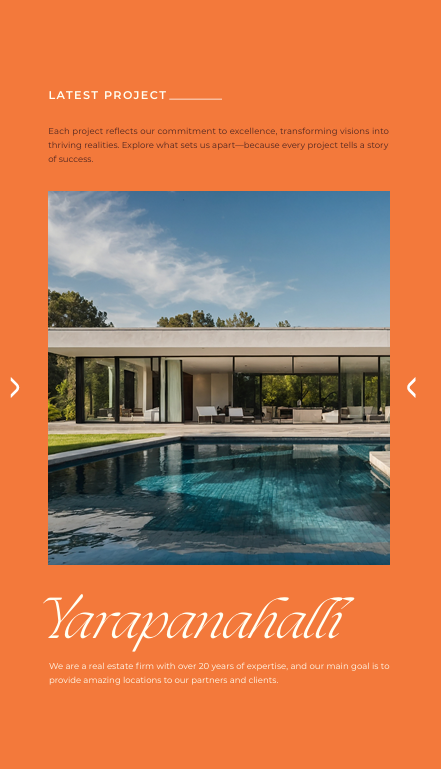 LATEST PROJECT
Each project reflects our commitment to excellence, transforming visions into
thriving realities. Explore what sets us apart—because every project tells a story
of success.
Yarapanahalli
We are a real estate firm with over 20 years of expertise, and our main goal is to
provide amazing locations to our partners and clients.